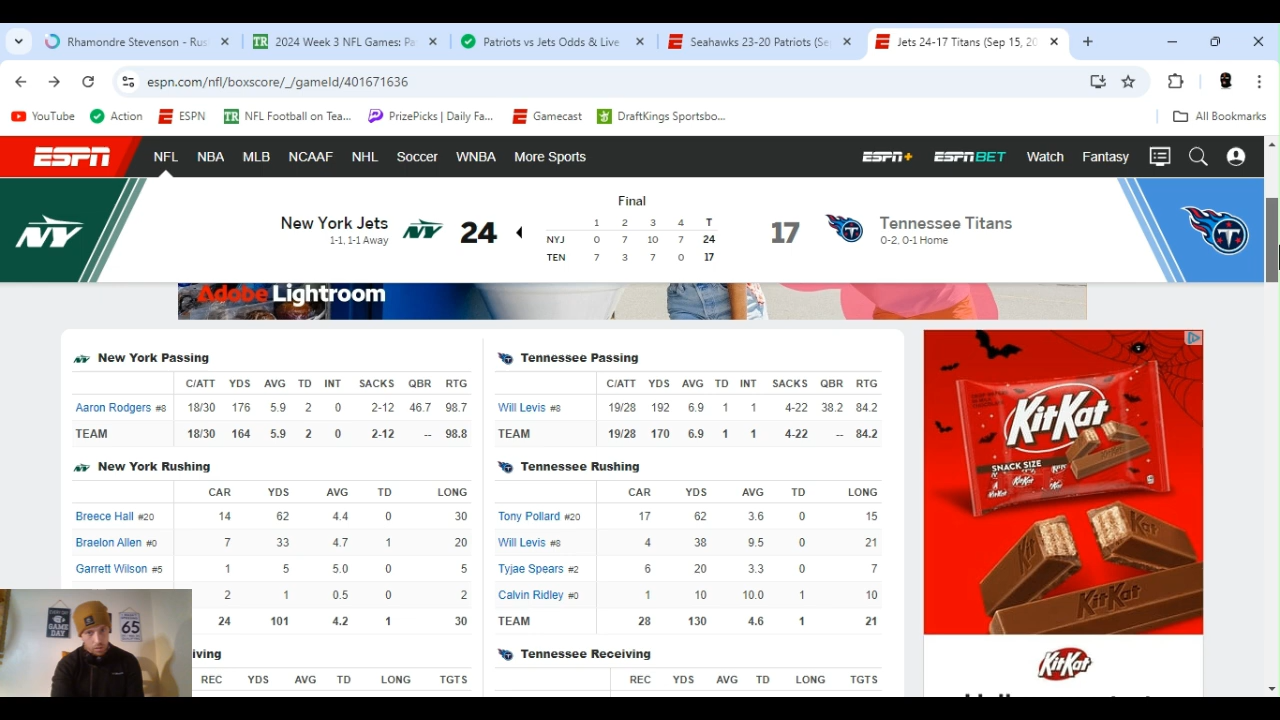 Rhamondre Stevenson - Rus
2024 Week 3 NFL Games: Pa
Patriots vs Jets Odds & Live
Seahawks 23-20 Patriots (Se
Jets 24-17 Titans (Sep 15, 20
espn.com/nfl/boxscore/_/gameId/401671636
YouTube Action ESPN NFL Football on Tea... PrizePicks | Daily Fa... Gamecast DraftKings Sportsbo... All Bookmarks
ESPN NFL NBA MLB NCAAF NHL Soccer WNBA More Sports ESPN+ ESPN BET Watch Fantasy
Final
New York Jets 24 1 2 3 4 T 17 Tennessee Titans
1-1, 1-1 Away NYJ 0 7 10 7 24 0-2, 0-1 Home
TEN 7 3 7 0 17
Adobe Lightroom
New York Passing
C/ATT YDS AVG TD INT SACKS QBR RTG
Aaron Rodgers #8 18/30 176 5.9 2 0 2-12 46.7 98.7
TEAM 18/30 164 5.9 2 0 2-12 -- 98.8
New York Rushing
CAR YDS AVG TD LONG
Breece Hall #20 14 62 4.4 0 30
Braelon Allen #0 7 33 4.7 1 20
Garrett Wilson #5 1 5 5.0 0 5
2 1 0.5 0 2
24 101 4.2 1 30
iving
REC YDS AVG TD LONG TGTS
Tennessee Passing
C/ATT YDS AVG TD INT SACKS QBR RTG
Will Levis #8 19/28 192 6.9 1 1 4-22 38.2 84.2
TEAM 19/28 170 6.9 1 1 4-22 -- 84.2
Tennessee Rushing
CAR YDS AVG TD LONG
Tony Pollard #20 17 62 3.6 0 15
Will Levis #8 4 38 9.5 0 21
Tyjae Spears #2 6 20 3.3 0 7
Calvin Ridley #0 1 10 10.0 1 10
TEAM 28 130 4.6 1 21
Tennessee Receiving
REC YDS AVG TD LONG TGTS
KitKat
SNACK SIZE
KitKat
KitKat
GAME
DAY
65